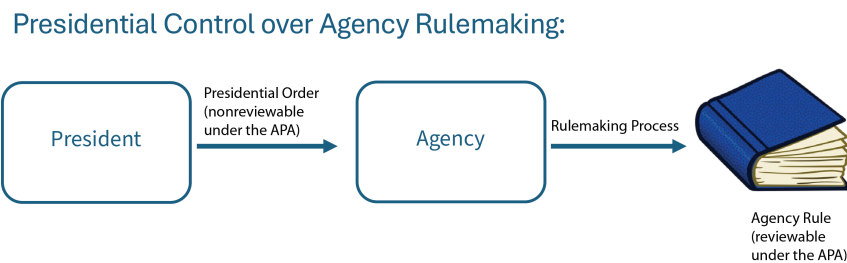 Presidential Control over Agency Rulemaking:
President
Presidential Order
(nonreviewable
under the APA)
Agency
Rulemaking Process
Agency Rule
(reviewable
under the APA)